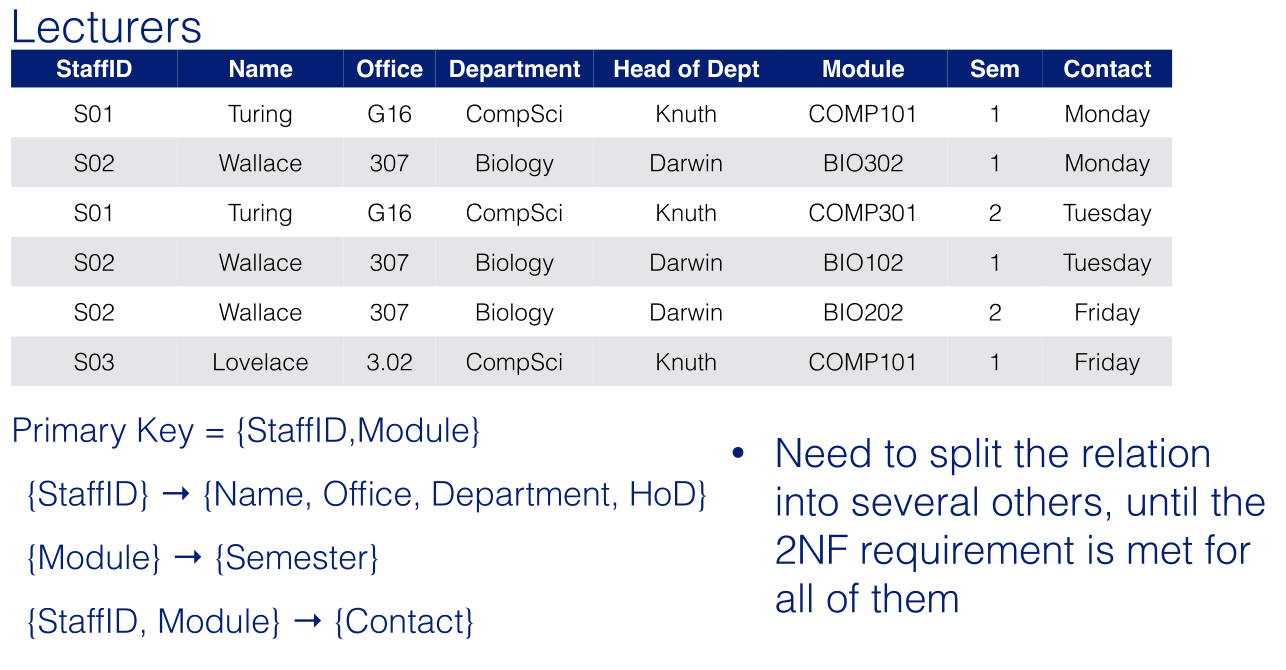 Lecturers
StaffID Name Office Department Head of Dept Module Sem Contact
S01 Turing G16 CompSci Knuth COMP101 1 Monday
S02 Wallace 307 Biology Darwin BIO302 1 Monday
S01 Turing G16 CompSci Knuth COMP301 2 Tuesday
S02 Wallace 307 Biology Darwin BIO102 1 Tuesday
S02 Wallace 307 Biology Darwin BIO202 2 Friday
S03 Lovelace 3.02 CompSci Knuth COMP101 1 Friday
Primary Key = {StaffID,Module}
{StaffID} → {Name, Office, Department, HoD}
{Module} → {Semester}
{StaffID, Module} → {Contact}
• Need to split the relation
into several others, until the
2NF requirement is met for
all of them